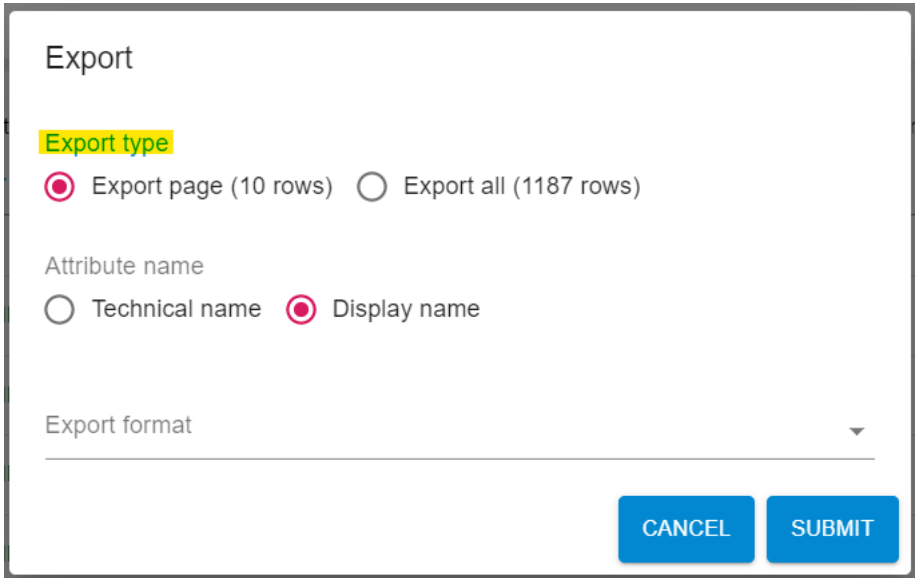 Export
Export type
Export page (10 rows) Export all (1187 rows)
Attribute name
Technical name Display name
Export format
CANCEL SUBMIT